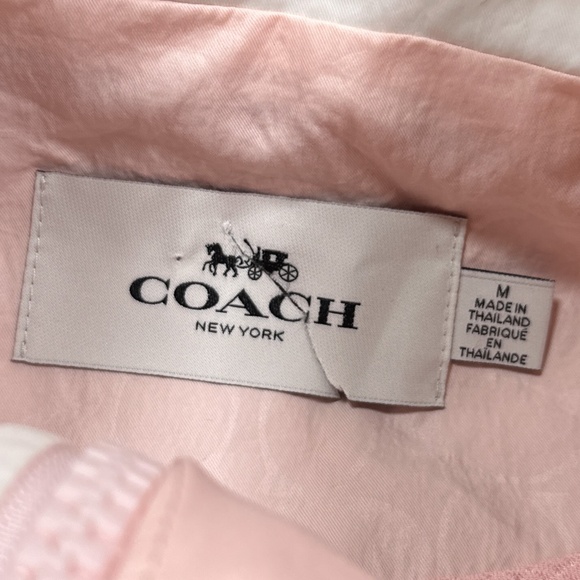 COACH
NEW YORK
M
MADE IN
THAILAND
FABRIQUÉ
EN
THAÏLANDE